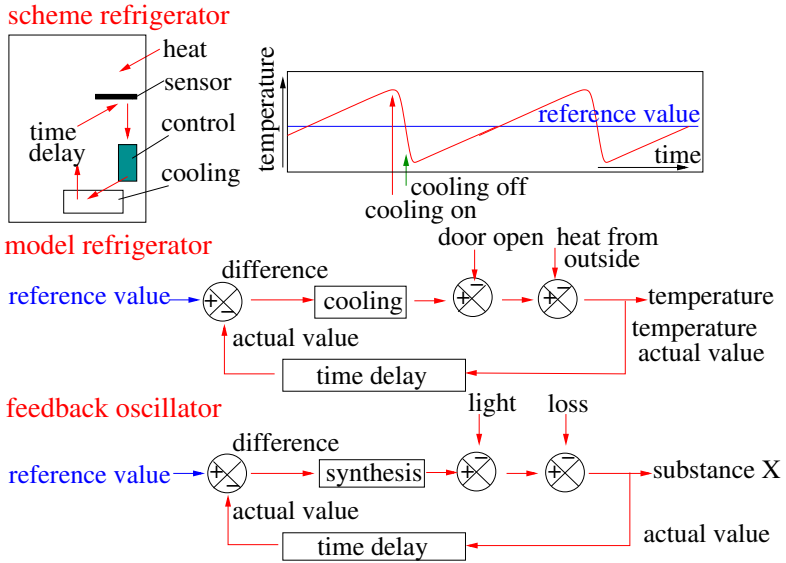 scheme refrigerator
heat
sensor
time
delay
control
cooling
temperature
reference value
time
cooling off
cooling on
model refrigerator
door open
heat from
outside
difference
reference value
+
−
cooling
+
−
+
−
temperature
actual value
temperature
actual value
time delay
feedback oscillator
light
loss
difference
reference value
+
−
synthesis
+
−
+
−
substance X
actual value
actual value
time delay